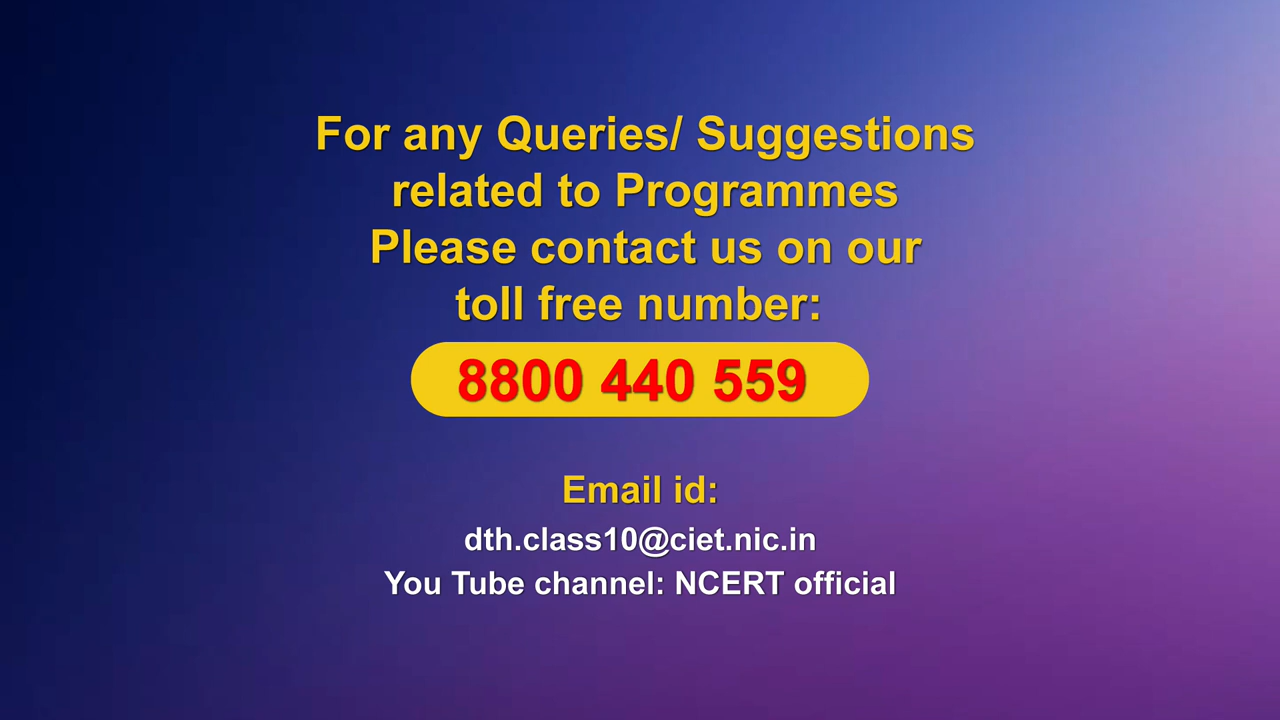 For any Queries/ Suggestions
related to Programmes
Please contact us on our
toll free number:
8800 440 559
Email id:
dth.class10@ciet.nic.in
You Tube channel: NCERT official